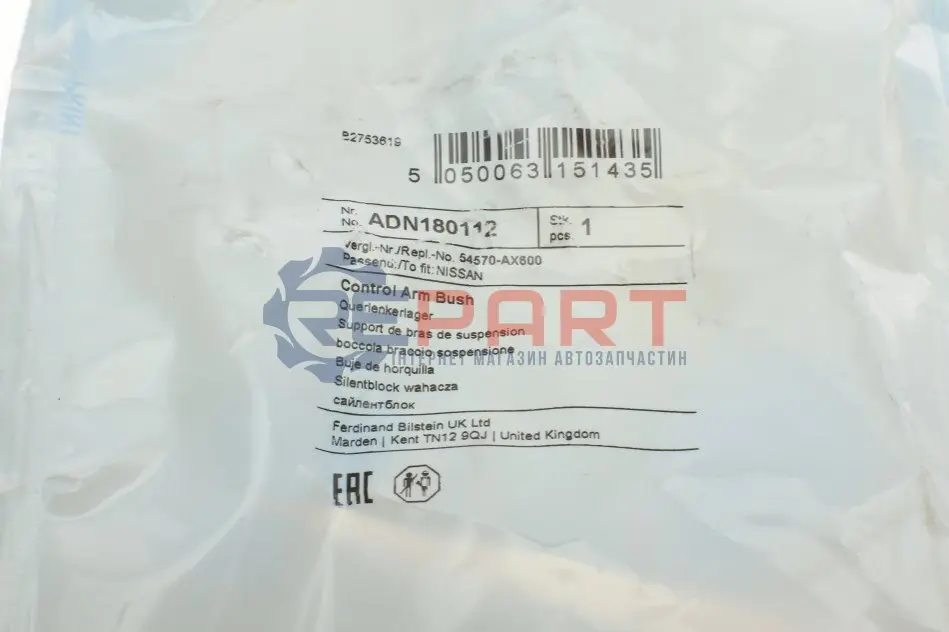 82753619
5 050063 151435
Nr.
No. ADN180112
Stk.
pcs. 1
Vergl.-Nr./Repl.-No. 54570-AX600
Passend:/To fit: NISSAN
Control Arm Bush
Querlenkerlager
Support de bras de suspension
boccola braccio sospensione
Buje de horquilla
Silentblock wahacza
сайлентблок
Ferdinand Bilstein UK Ltd
Marden | Kent TN12 9QJ | United Kingdom
EAC
REPART
ІНТЕРНЕТ МАГАЗИН АВТОЗАПЧАСТИН